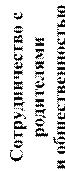 Сотрудничество с
родителями
и общественностью